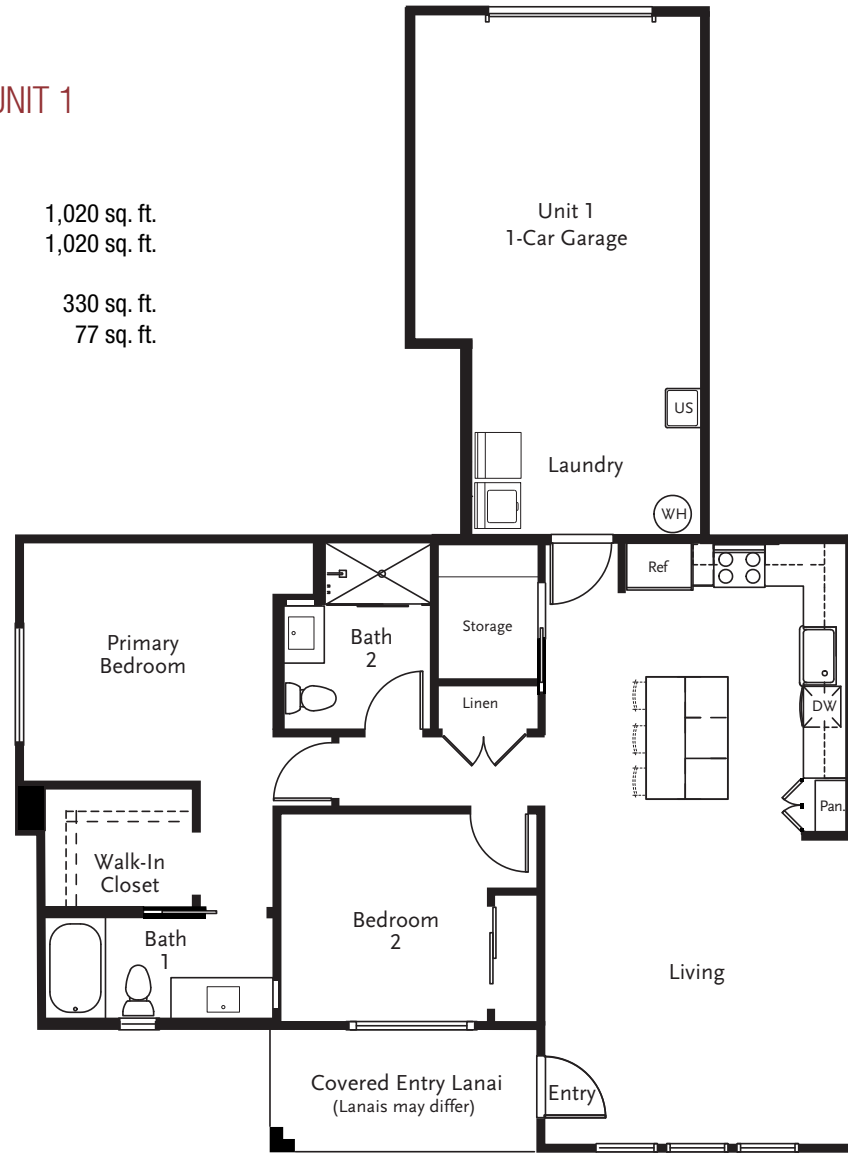 UNIT 1
1,020 sq. ft.
1,020 sq. ft.
330 sq. ft.
77 sq. ft.
Unit 1
1-Car Garage
US
Laundry
WH
Ref
Primary
Bedroom
Bath
2
Storage
Linen
DW
Pan.
Walk-In
Closet
Bath
1
Bedroom
2
Living
Covered Entry Lanai
(Lanais may differ)
Entry